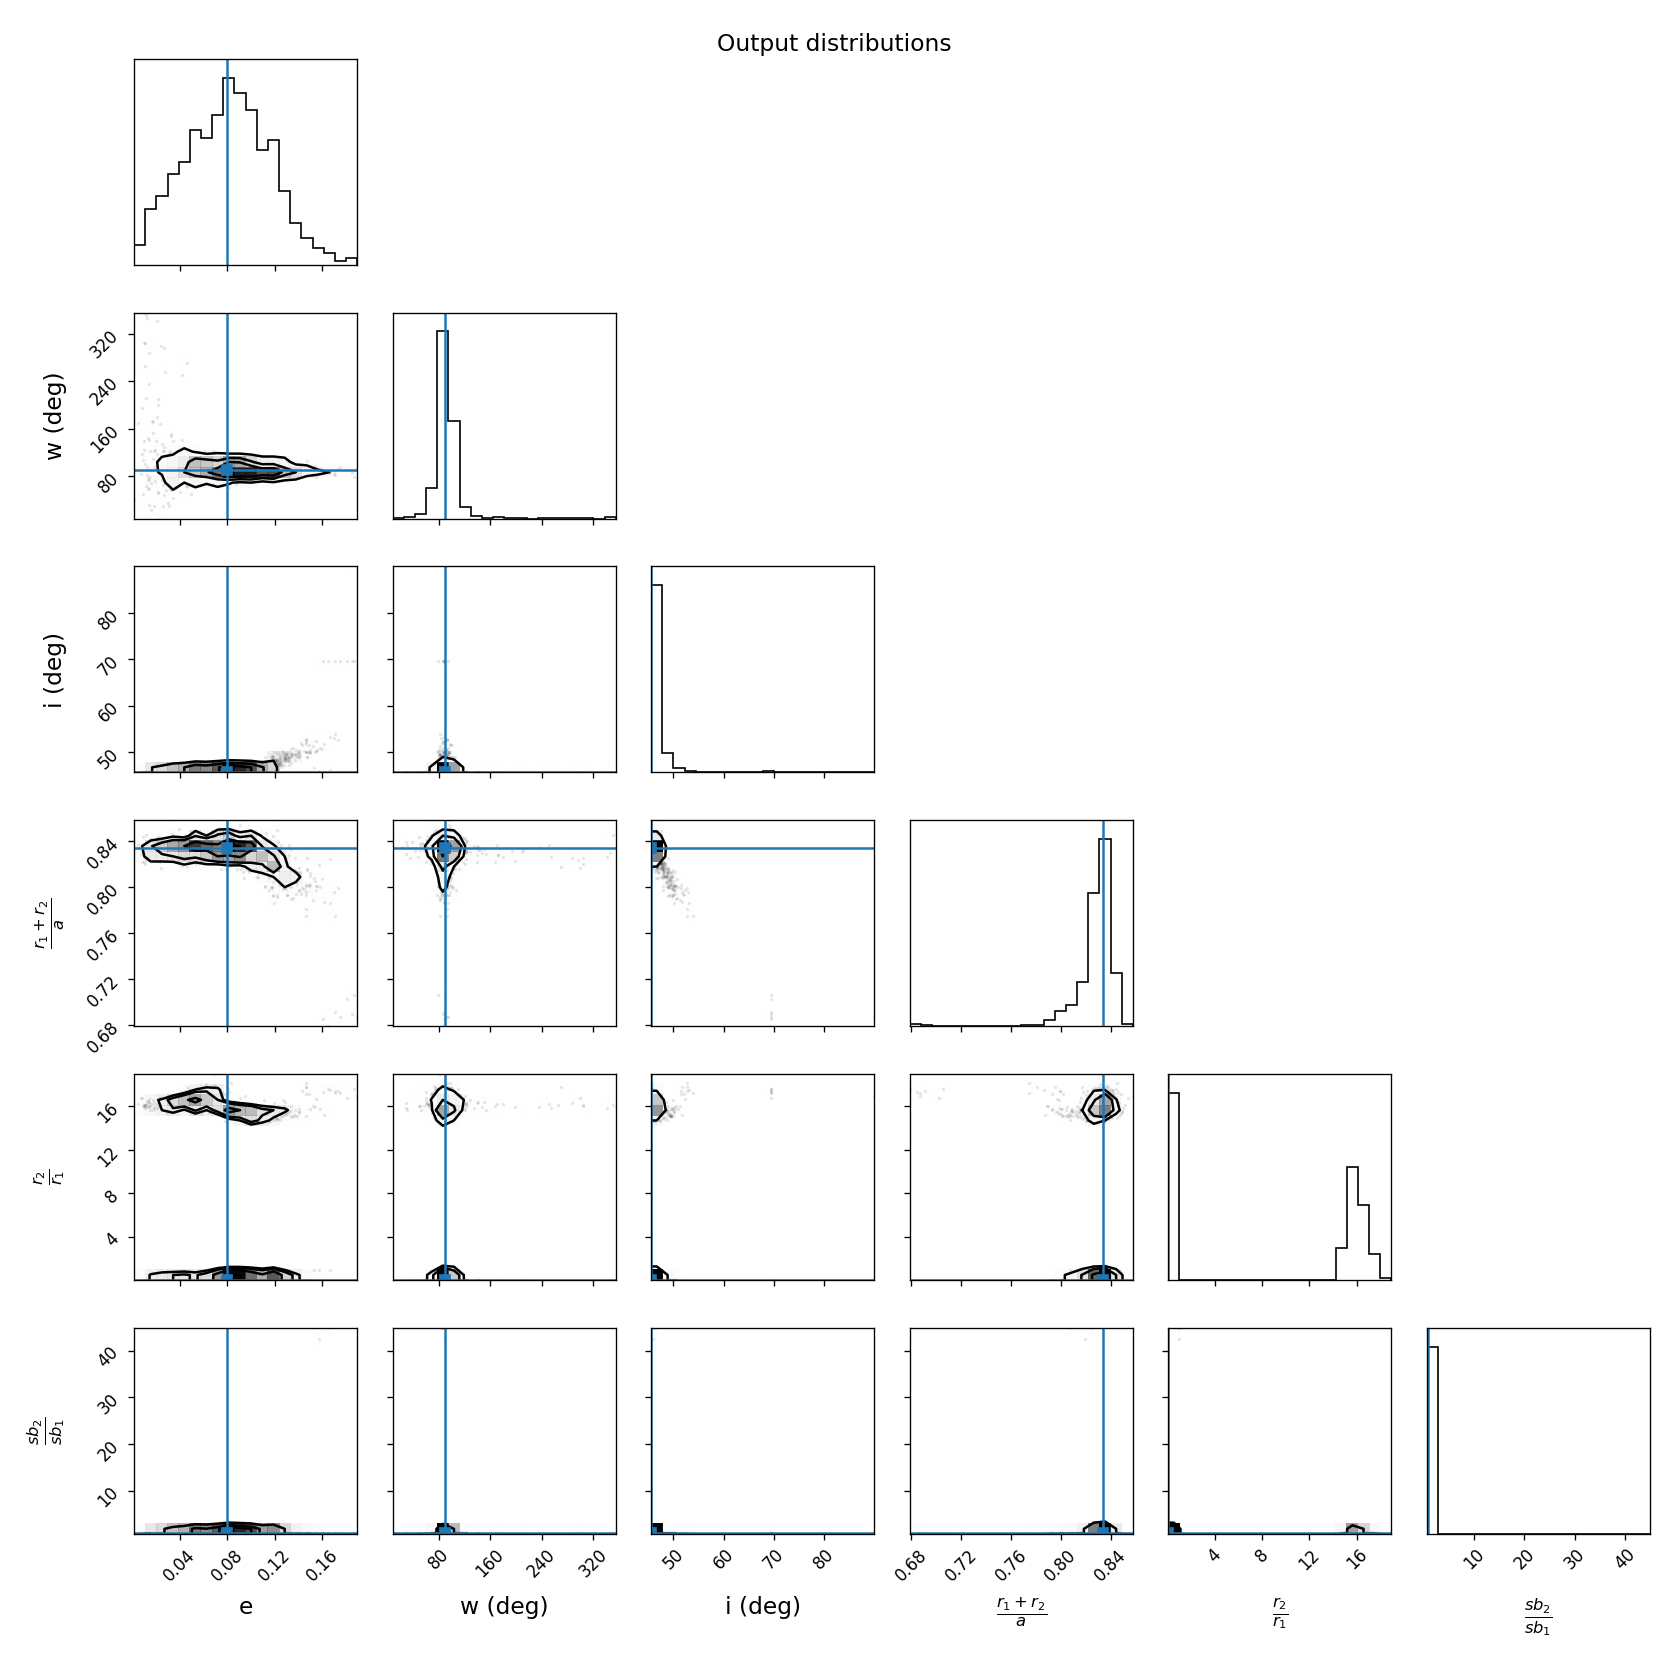 Output distributions
w (deg)
320
240
160
80
i (deg)
80
70
60
50
r1 + r2
a
0.84
0.80
0.76
0.72
0.68
r2
r1
16
12
8
4
sb2
sb1
40
30
20
10
0.04 0.08 0.12 0.16 80 160 240 320 50 60 70 80 0.68 0.72 0.76 0.80 0.84 4 8 12 16 10 20 30 40
e w (deg) i (deg)
r1 + r2 r2 sb2
a r1 sb1